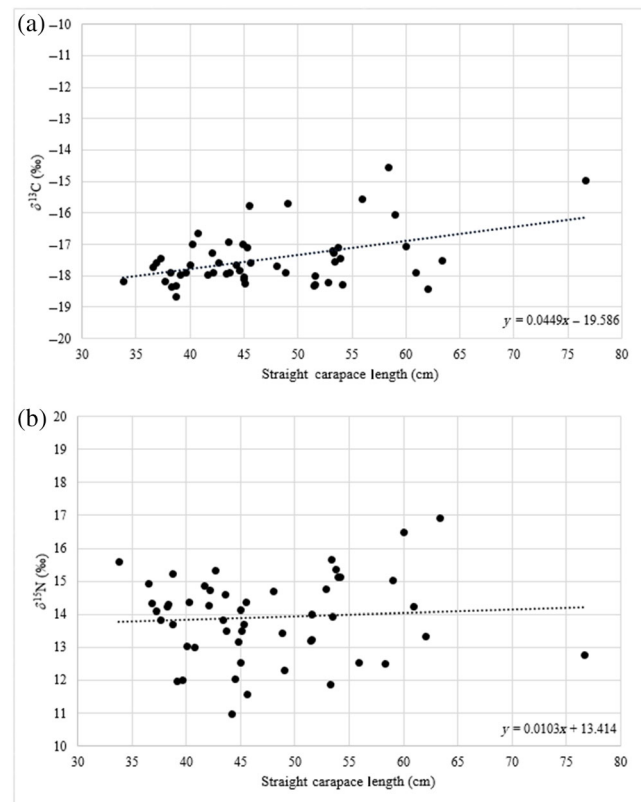 (a)
−10
−11
−12
−13
−14
−15
−16
−17
−18
−19
−20
δ¹³C (‰)
y = 0.0449x − 19.586
30 35 40 45 50 55 60 65 70 75 80
Straight carapace length (cm)
(b)
20
19
18
17
16
15
14
13
12
11
10
δ¹⁵N (‰)
y = 0.0103x + 13.414
30 35 40 45 50 55 60 65 70 75 80
Straight carapace length (cm)